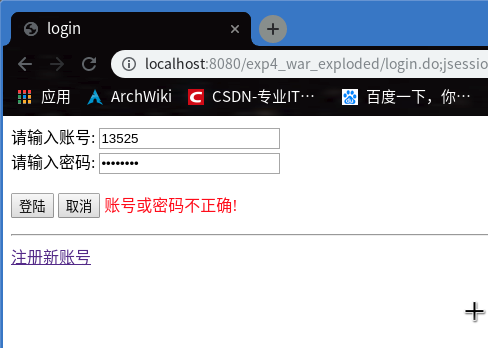 login
localhost:8080/exp4_war_exploded/login.do;jsessio
应用 ArchWiki CSDN-专业IT… 百度一下，你…
请输入账号: 13525
请输入密码: ••••••••
登陆 取消 账号或密码不正确!
注册新账号